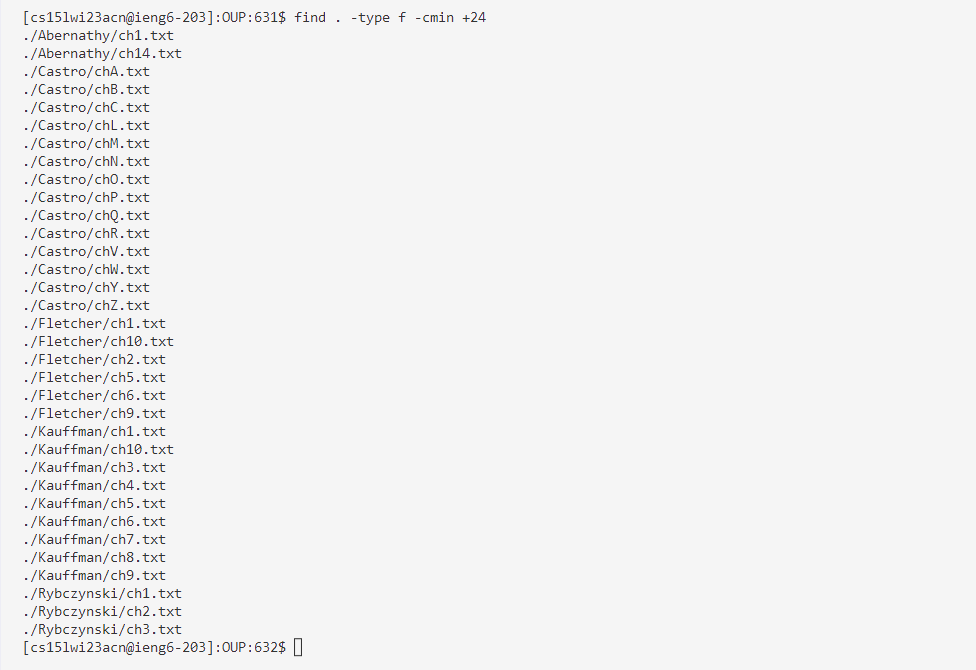 [cs15lwi23acn@ieng6-203]:OUP:631$ find . -type f -cmin +24
./Abernathy/ch1.txt
./Abernathy/ch14.txt
./Castro/chA.txt
./Castro/chB.txt
./Castro/chC.txt
./Castro/chL.txt
./Castro/chM.txt
./Castro/chN.txt
./Castro/chO.txt
./Castro/chP.txt
./Castro/chQ.txt
./Castro/chR.txt
./Castro/chV.txt
./Castro/chW.txt
./Castro/chY.txt
./Castro/chZ.txt
./Fletcher/ch1.txt
./Fletcher/ch10.txt
./Fletcher/ch2.txt
./Fletcher/ch5.txt
./Fletcher/ch6.txt
./Fletcher/ch9.txt
./Kauffman/ch1.txt
./Kauffman/ch10.txt
./Kauffman/ch3.txt
./Kauffman/ch4.txt
./Kauffman/ch5.txt
./Kauffman/ch6.txt
./Kauffman/ch7.txt
./Kauffman/ch8.txt
./Kauffman/ch9.txt
./Rybczynski/ch1.txt
./Rybczynski/ch2.txt
./Rybczynski/ch3.txt
[cs15lwi23acn@ieng6-203]:OUP:632$